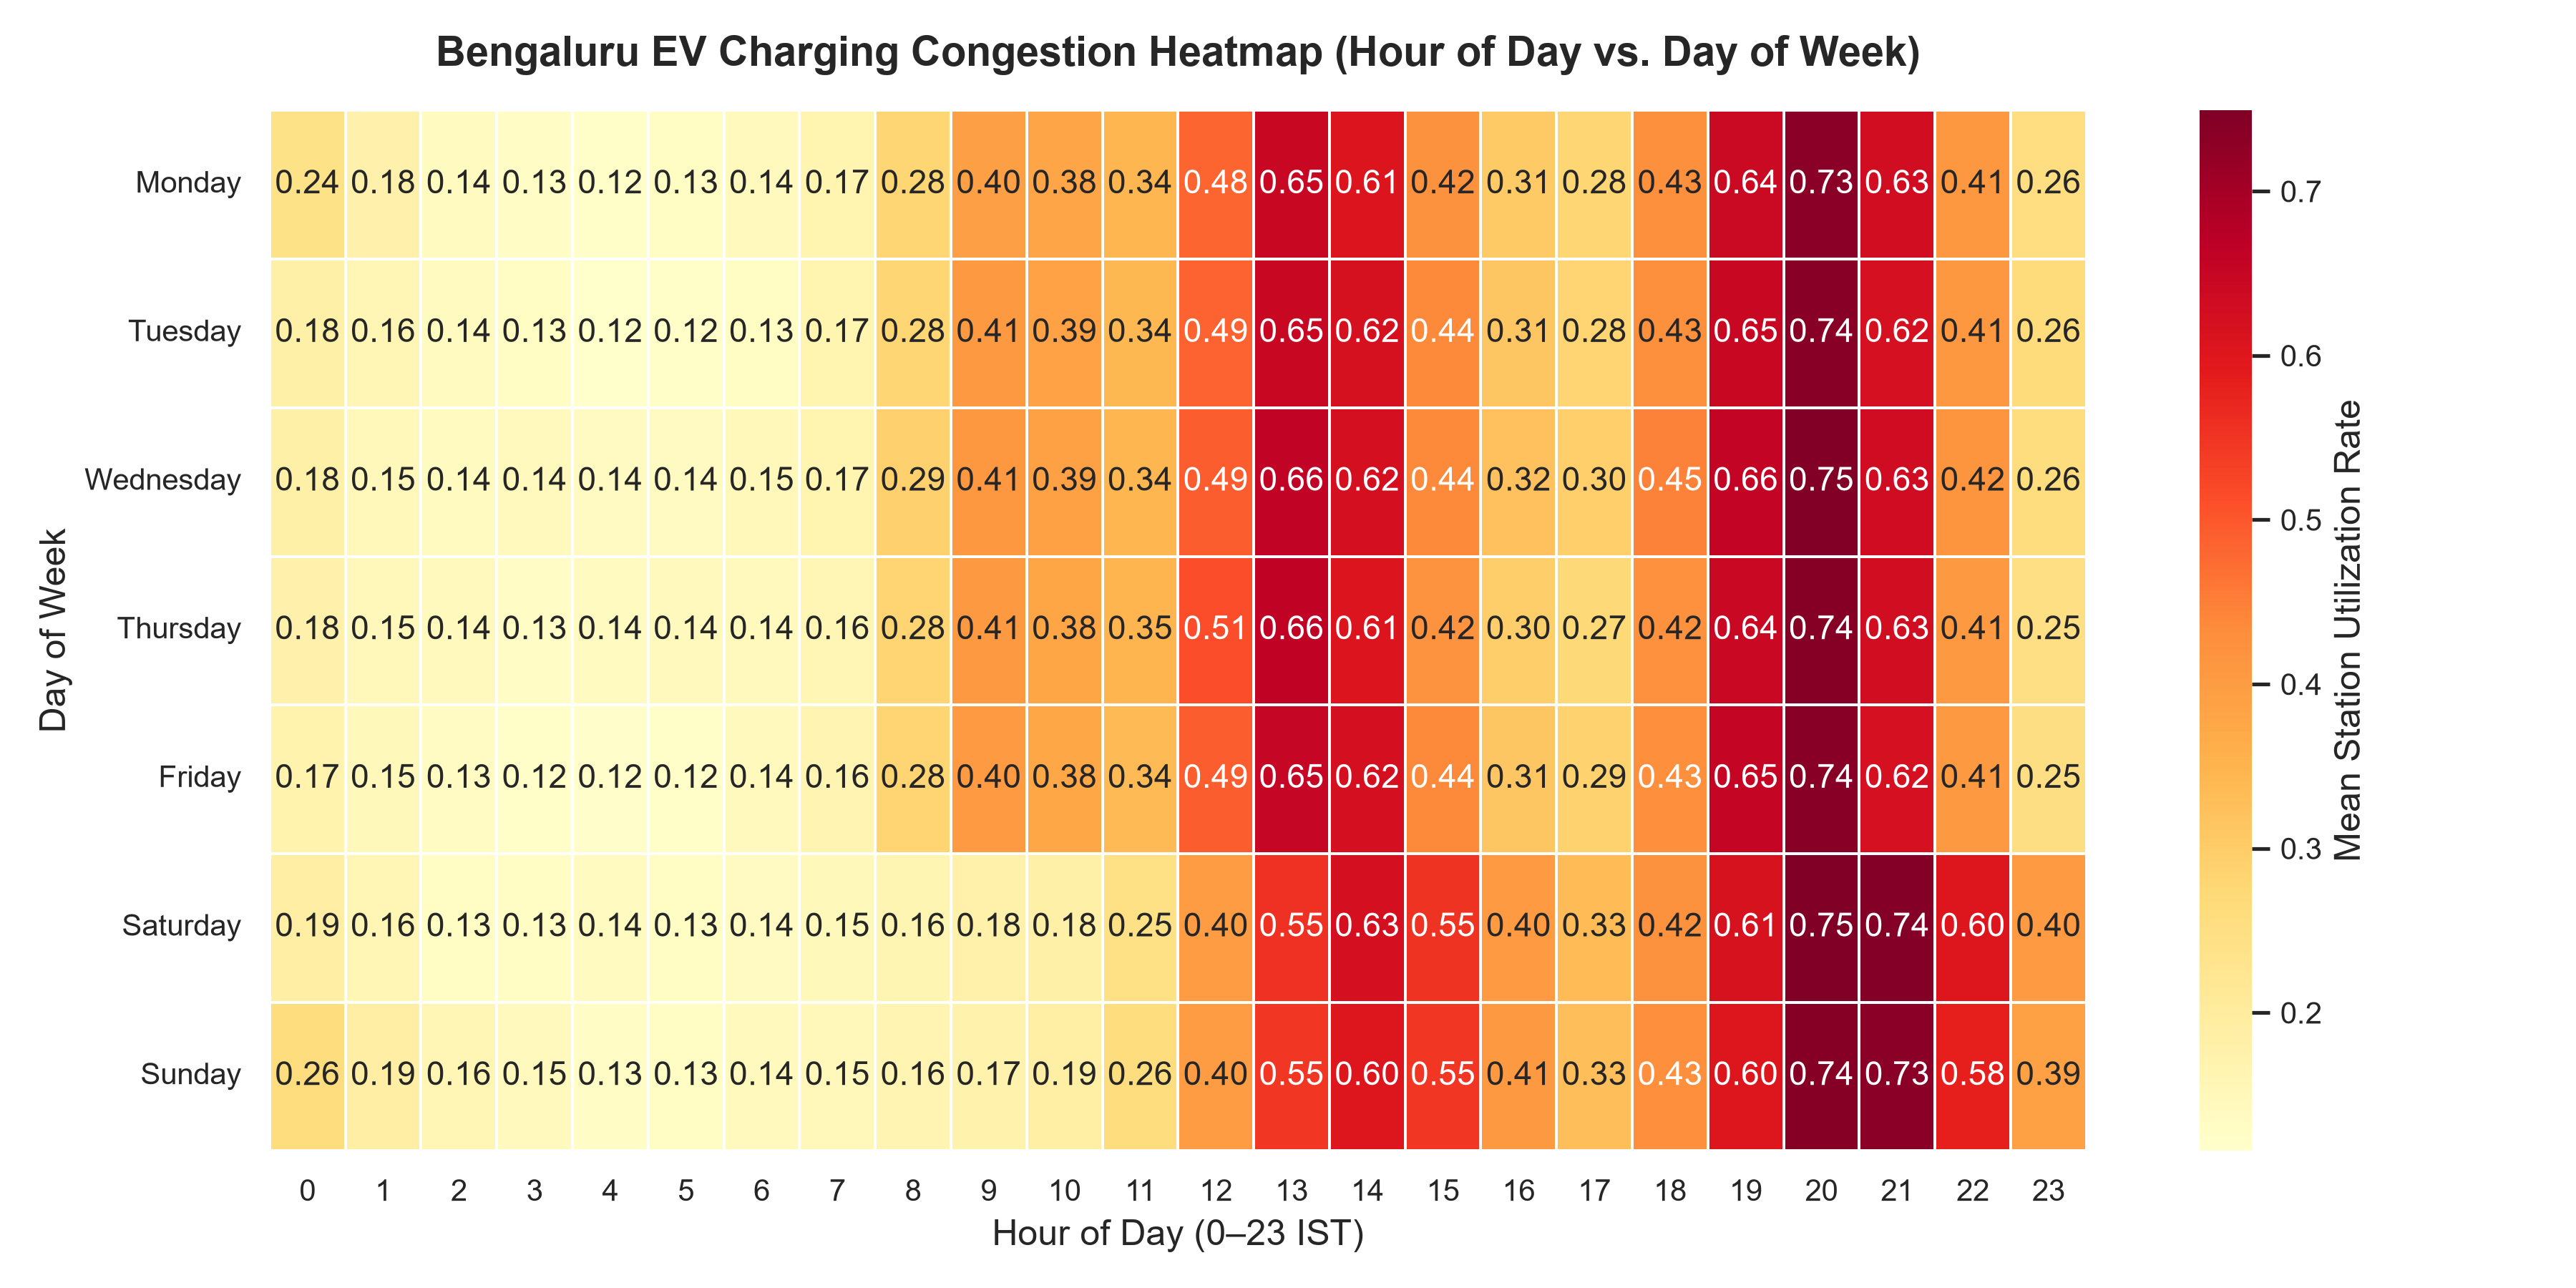 Bengaluru EV Charging Congestion Heatmap (Hour of Day vs. Day of Week)
Day of Week
Monday 0.24 0.18 0.14 0.13 0.12 0.13 0.14 0.17 0.28 0.40 0.38 0.34 0.48 0.65 0.61 0.42 0.31 0.28 0.43 0.64 0.73 0.63 0.41 0.26
Tuesday 0.18 0.16 0.14 0.13 0.12 0.12 0.13 0.17 0.28 0.41 0.39 0.34 0.49 0.65 0.62 0.44 0.31 0.28 0.43 0.65 0.74 0.62 0.41 0.26
Wednesday 0.18 0.15 0.14 0.14 0.14 0.14 0.15 0.17 0.29 0.41 0.39 0.34 0.49 0.66 0.62 0.44 0.32 0.30 0.45 0.66 0.75 0.63 0.42 0.26
Thursday 0.18 0.15 0.14 0.13 0.14 0.14 0.14 0.16 0.28 0.41 0.38 0.35 0.51 0.66 0.61 0.42 0.30 0.27 0.42 0.64 0.74 0.63 0.41 0.25
Friday 0.17 0.15 0.13 0.12 0.12 0.12 0.14 0.16 0.28 0.40 0.38 0.34 0.49 0.65 0.62 0.44 0.31 0.29 0.43 0.65 0.74 0.62 0.41 0.25
Saturday 0.19 0.16 0.13 0.13 0.14 0.13 0.14 0.15 0.16 0.18 0.18 0.25 0.40 0.55 0.63 0.55 0.40 0.33 0.42 0.61 0.75 0.74 0.60 0.40
Sunday 0.26 0.19 0.16 0.15 0.13 0.13 0.14 0.15 0.16 0.17 0.19 0.26 0.40 0.55 0.60 0.55 0.41 0.33 0.43 0.60 0.74 0.73 0.58 0.39
0 1 2 3 4 5 6 7 8 9 10 11 12 13 14 15 16 17 18 19 20 21 22 23
Hour of Day (0–23 IST)
0.7
0.6
0.5
0.4
0.3
0.2
Mean Station Utilization Rate